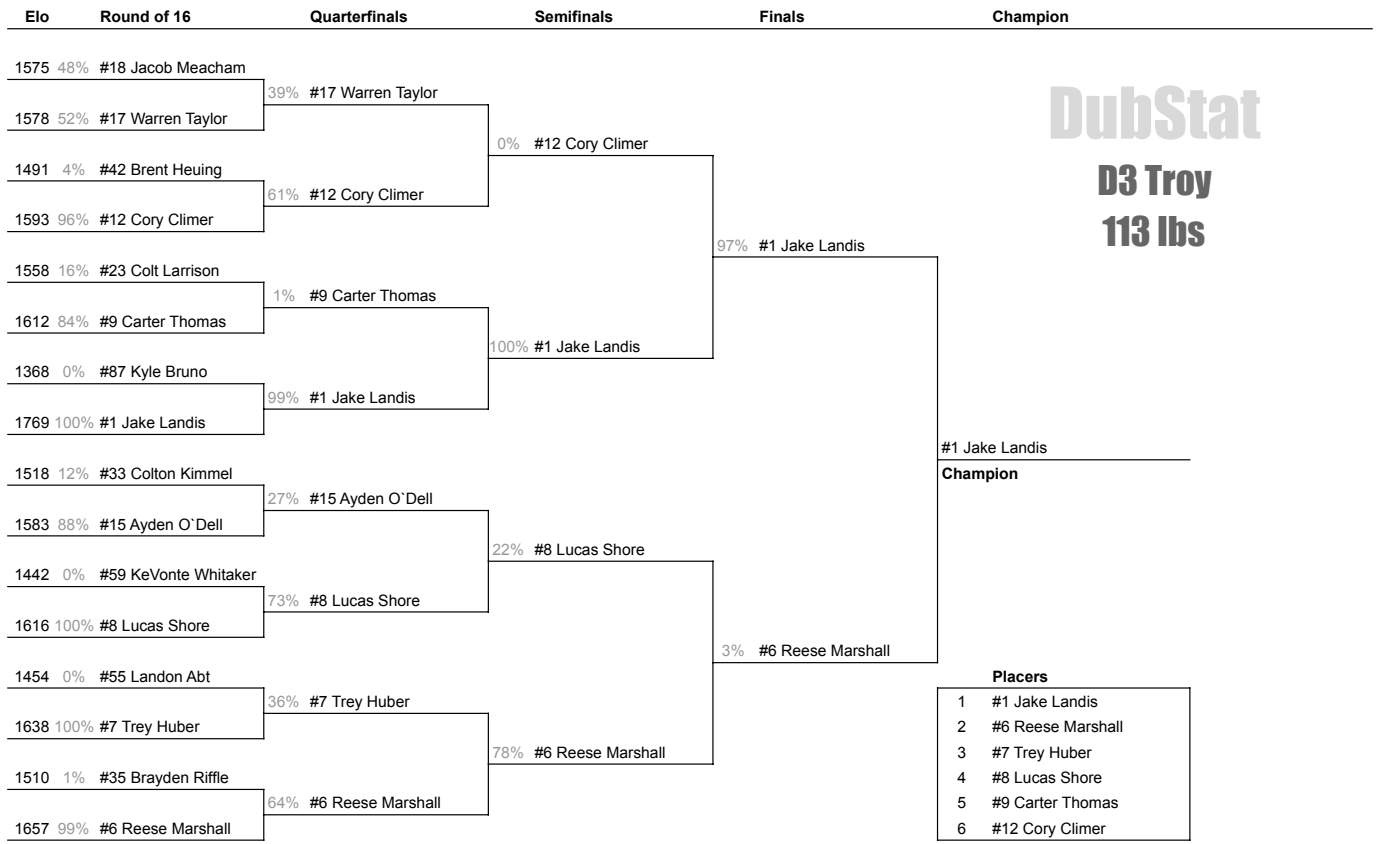 Elo Round of 16 Quarterfinals Semifinals Finals Champion
1575 48% #18 Jacob Meacham
39% #17 Warren Taylor
DubStat
1578 52% #17 Warren Taylor
0% #12 Cory Climer
1491 4% #42 Brent Heuing
D3 Troy
61% #12 Cory Climer
1593 96% #12 Cory Climer
113 lbs
97% #1 Jake Landis
1558 16% #23 Colt Larrison
1% #9 Carter Thomas
1612 84% #9 Carter Thomas
100% #1 Jake Landis
1368 0% #87 Kyle Bruno
99% #1 Jake Landis
1769 100% #1 Jake Landis
#1 Jake Landis
1518 12% #33 Colton Kimmel
Champion
27% #15 Ayden O`Dell
1583 88% #15 Ayden O`Dell
22% #8 Lucas Shore
1442 0% #59 KeVonte Whitaker
73% #8 Lucas Shore
1616 100% #8 Lucas Shore
3% #6 Reese Marshall
1454 0% #55 Landon Abt
Placers
36% #7 Trey Huber
1 #1 Jake Landis
1638 100% #7 Trey Huber
2 #6 Reese Marshall
78% #6 Reese Marshall
3 #7 Trey Huber
1510 1% #35 Brayden Riffle
4 #8 Lucas Shore
64% #6 Reese Marshall
5 #9 Carter Thomas
1657 99% #6 Reese Marshall
6 #12 Cory Climer